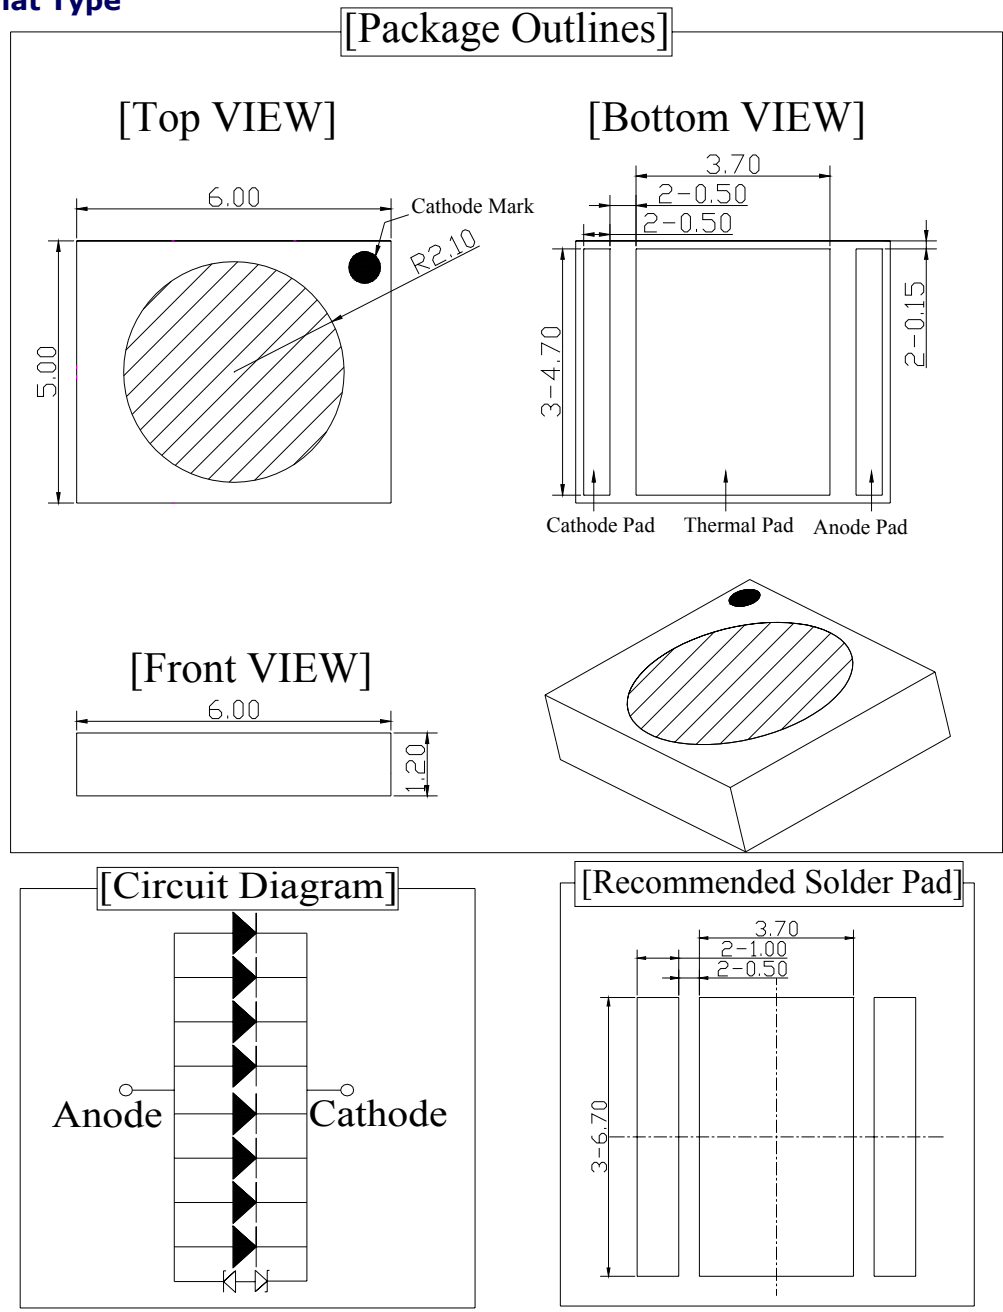 Type
[Package Outlines]
[Top VIEW]
[Bottom VIEW]
3.70
6.00
2-0.50
Cathode Mark
2-0.50
R2.10
2-0.15
5.00
3-4.70
Cathode Pad
Thermal Pad
Anode Pad
[Front VIEW]
6.00
1.20
[Circuit Diagram]
[Recommended Solder Pad]
3.70
2-1.00
2-0.50
Anode
Cathode
3-6.70